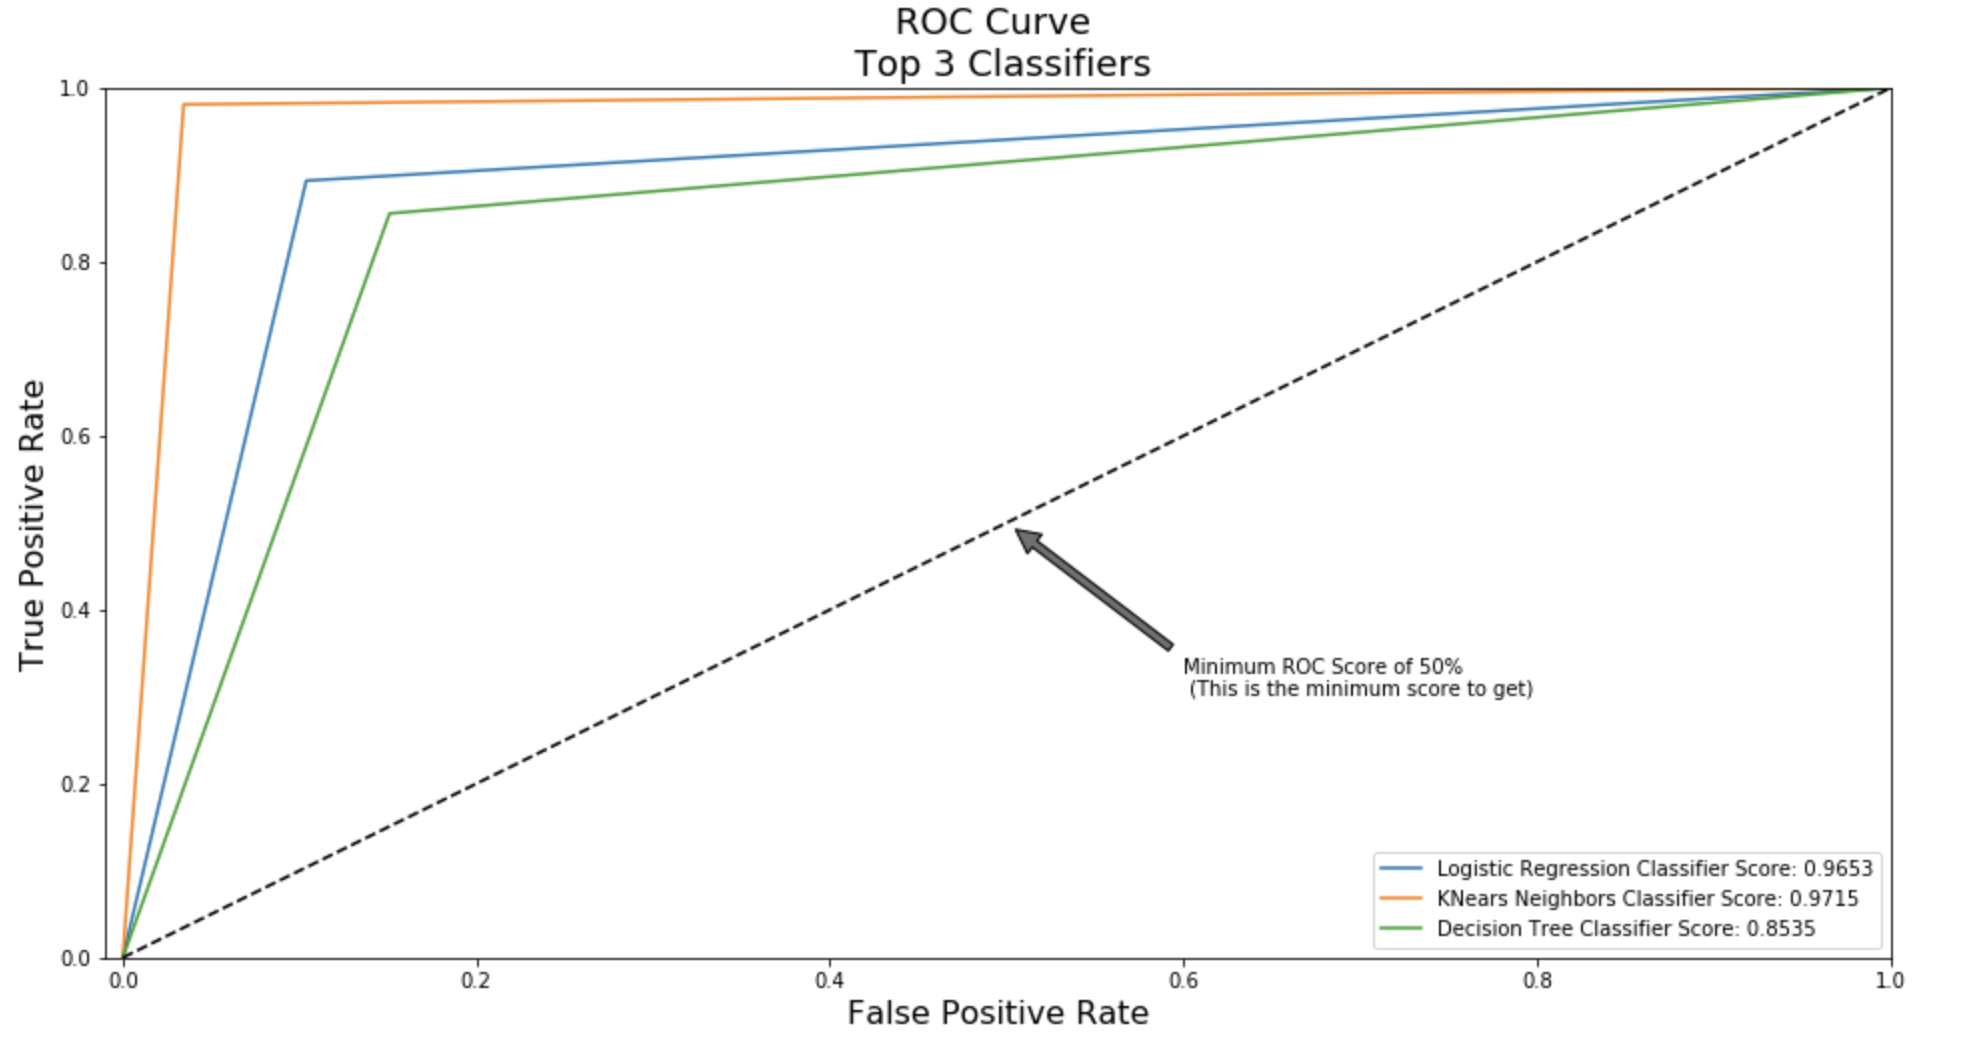 ROC Curve
Top 3 Classifiers
1.0
0.8
0.6
0.4
0.2
0.0
True Positive Rate
Minimum ROC Score of 50%
(This is the minimum score to get)
Logistic Regression Classifier Score: 0.9653
KNears Neighbors Classifier Score: 0.9715
Decision Tree Classifier Score: 0.8535
0.0 0.2 0.4 0.6 0.8 1.0
False Positive Rate